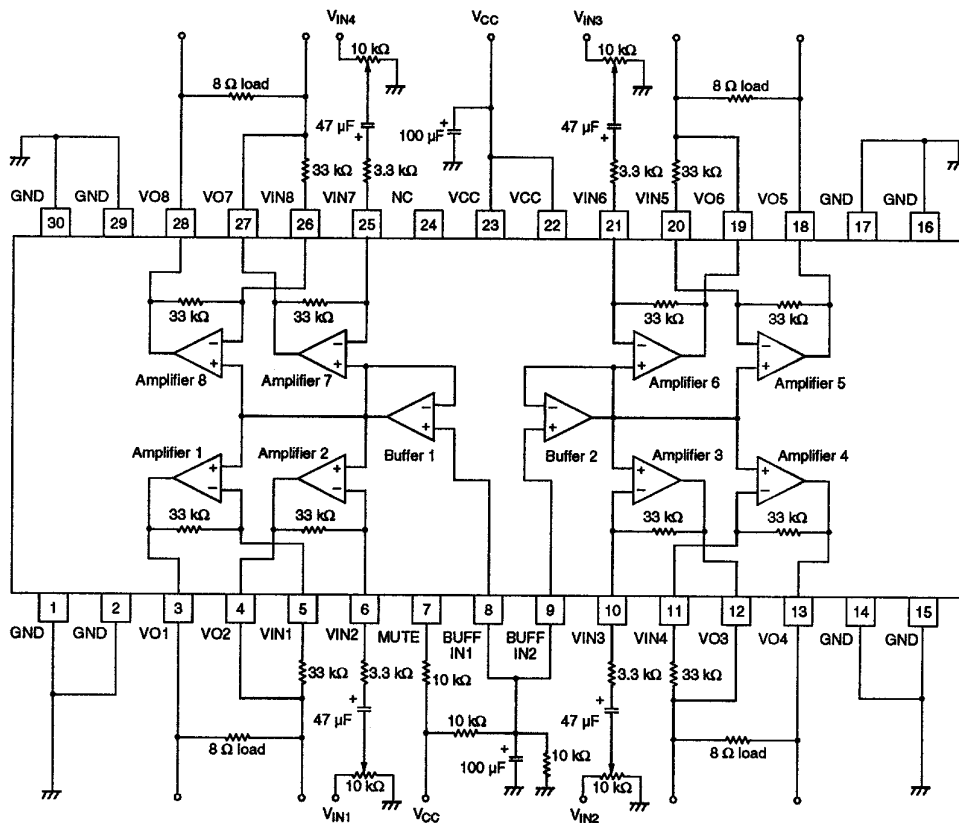 VIN4 VCC VIN3
10 kΩ 10 kΩ
8 Ω load 8 Ω load
47 μF + 100 μF + 47 μF +
33 kΩ 3.3 kΩ 3.3 kΩ 33 kΩ
GND GND VO8 VO7 VIN8 VIN7 NC VCC VCC VIN6 VIN5 VO6 VO5 GND GND
30 29 28 27 26 25 24 23 22 21 20 19 18 17 16
33 kΩ 33 kΩ 33 kΩ 33 kΩ
− − − −
+ + + +
Amplifier 8 Amplifier 7 Amplifier 6 Amplifier 5
− −
+ +
Amplifier 1 Amplifier 2 Buffer 1 Buffer 2 Amplifier 3 Amplifier 4
+ + + +
− − − −
33 kΩ 33 kΩ 33 kΩ 33 kΩ
1 2 3 4 5 6 7 8 9 10 11 12 13 14 15
GND GND VO1 VO2 VIN1 VIN2 MUTE BUFF IN1 BUFF IN2 VIN3 VIN4 VO3 VO4 GND GND
33 kΩ 3.3 kΩ 10 kΩ 3.3 kΩ 33 kΩ
+ 47 μF 10 kΩ 47 μF +
8 Ω load + 100 μF 10 kΩ 8 Ω load
10 kΩ 10 kΩ
VIN1 VCC VIN2